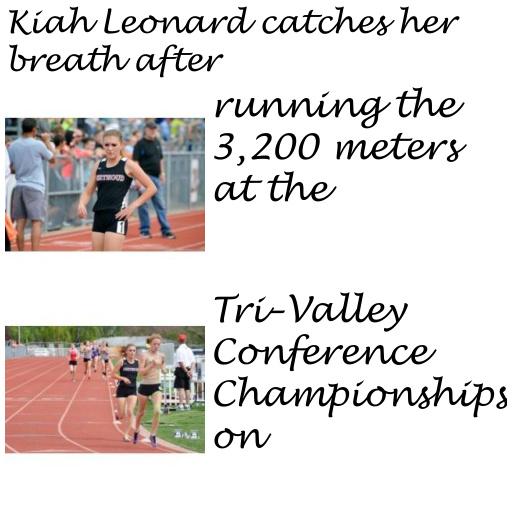 Kiah Leonard catches her
breath after
running the
3,200 meters
at the
Tri-Valley
Conference
Championships
on